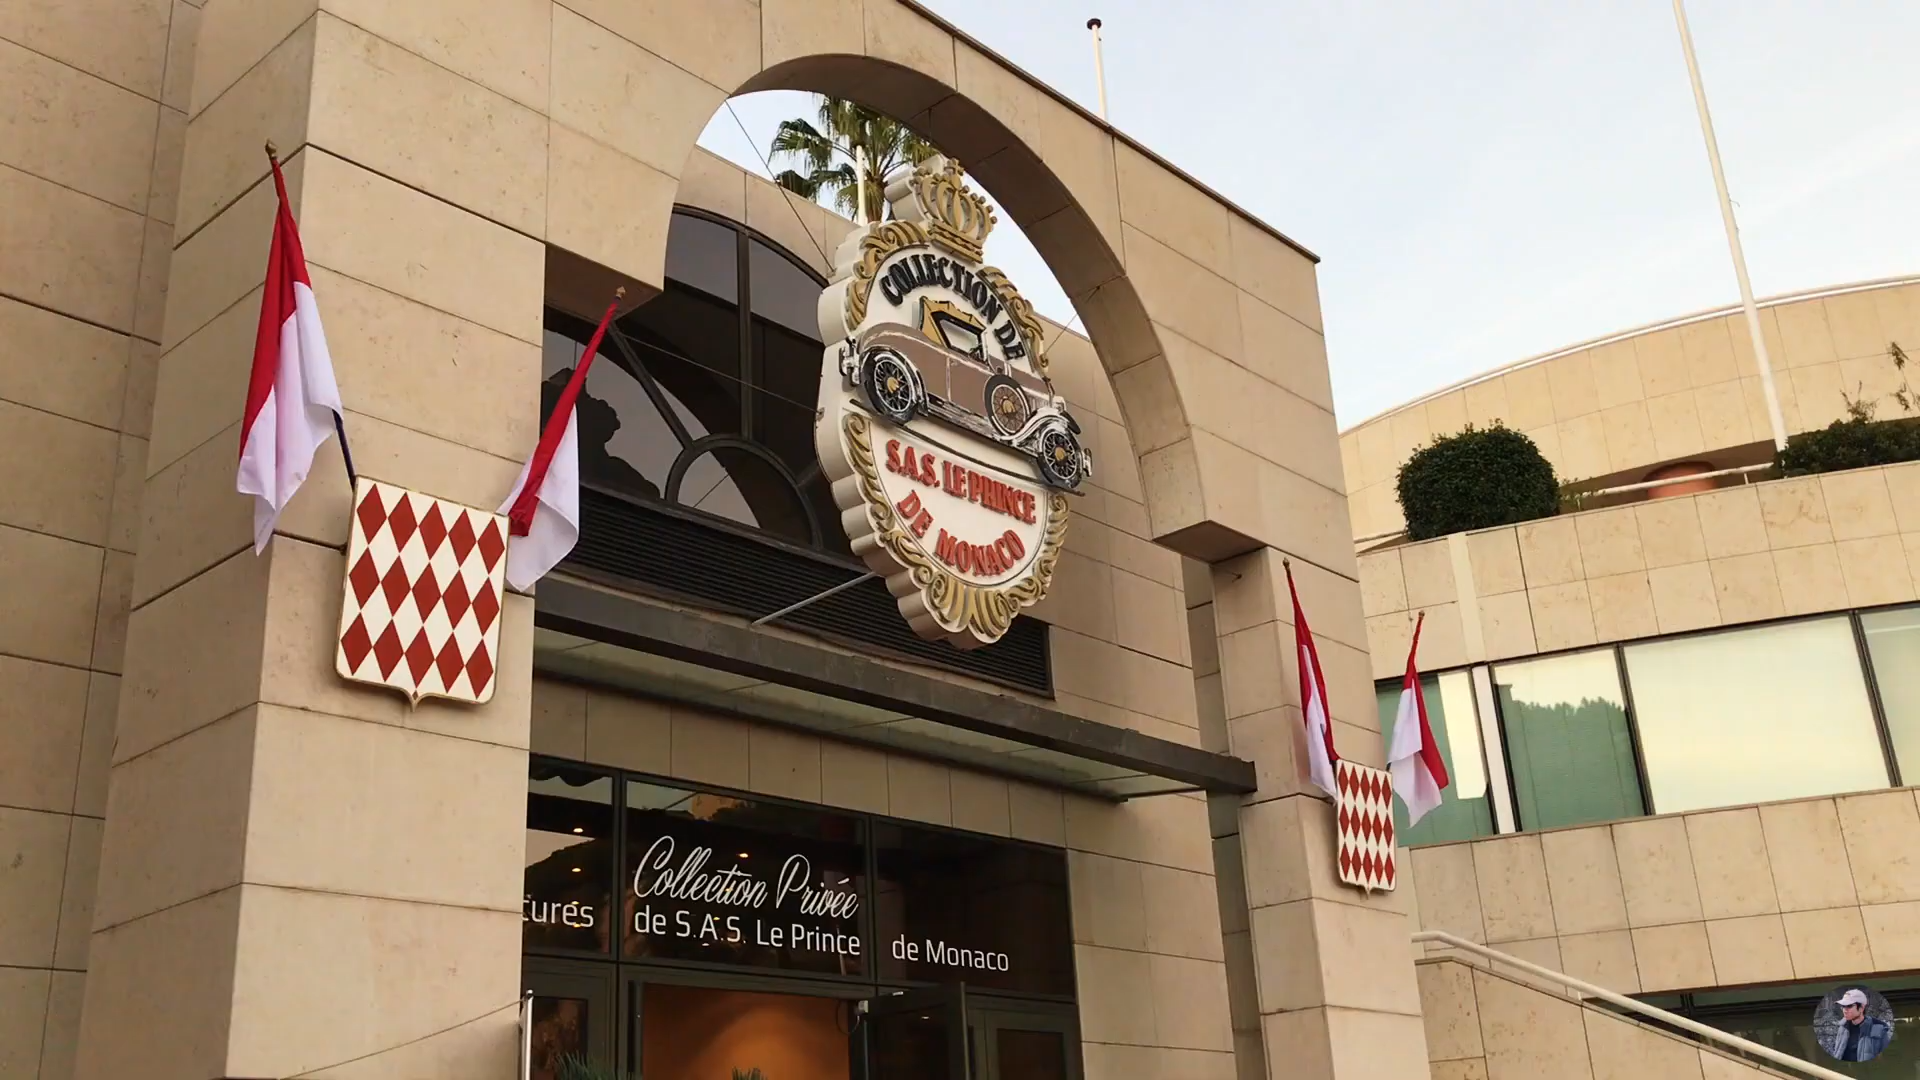 COLLECTION DE
S.A.S. LE PRINCE
DE MONACO
Collection Privée
tures de S.A.S. Le Prince de Monaco